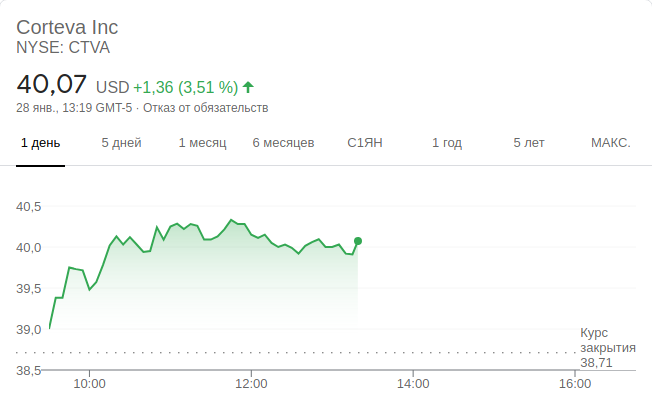 Corteva Inc
NYSE: CTVA
40,07 USD +1,36 (3,51 %)
28 янв., 13:19 GMT-5 · Отказ от обязательств
1 день 5 дней 1 месяц 6 месяцев С1ЯН 1 год 5 лет МАКС.
40,5
40,0
39,5
39,0
Курс
закрытия
38,71
38,5
10:00 12:00 14:00 16:00